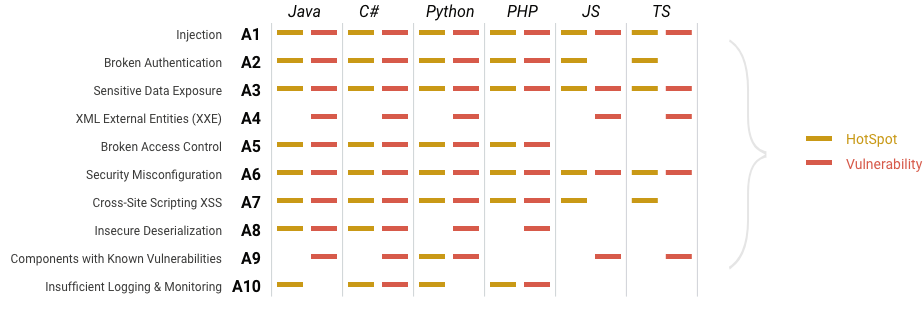 Java C# Python PHP JS TS
Injection A1
Broken Authentication A2
Sensitive Data Exposure A3
XML External Entities (XXE) A4
Broken Access Control A5
Security Misconfiguration A6
Cross-Site Scripting XSS A7
Insecure Deserialization A8
Components with Known Vulnerabilities A9
Insufficient Logging & Monitoring A10
HotSpot
Vulnerability